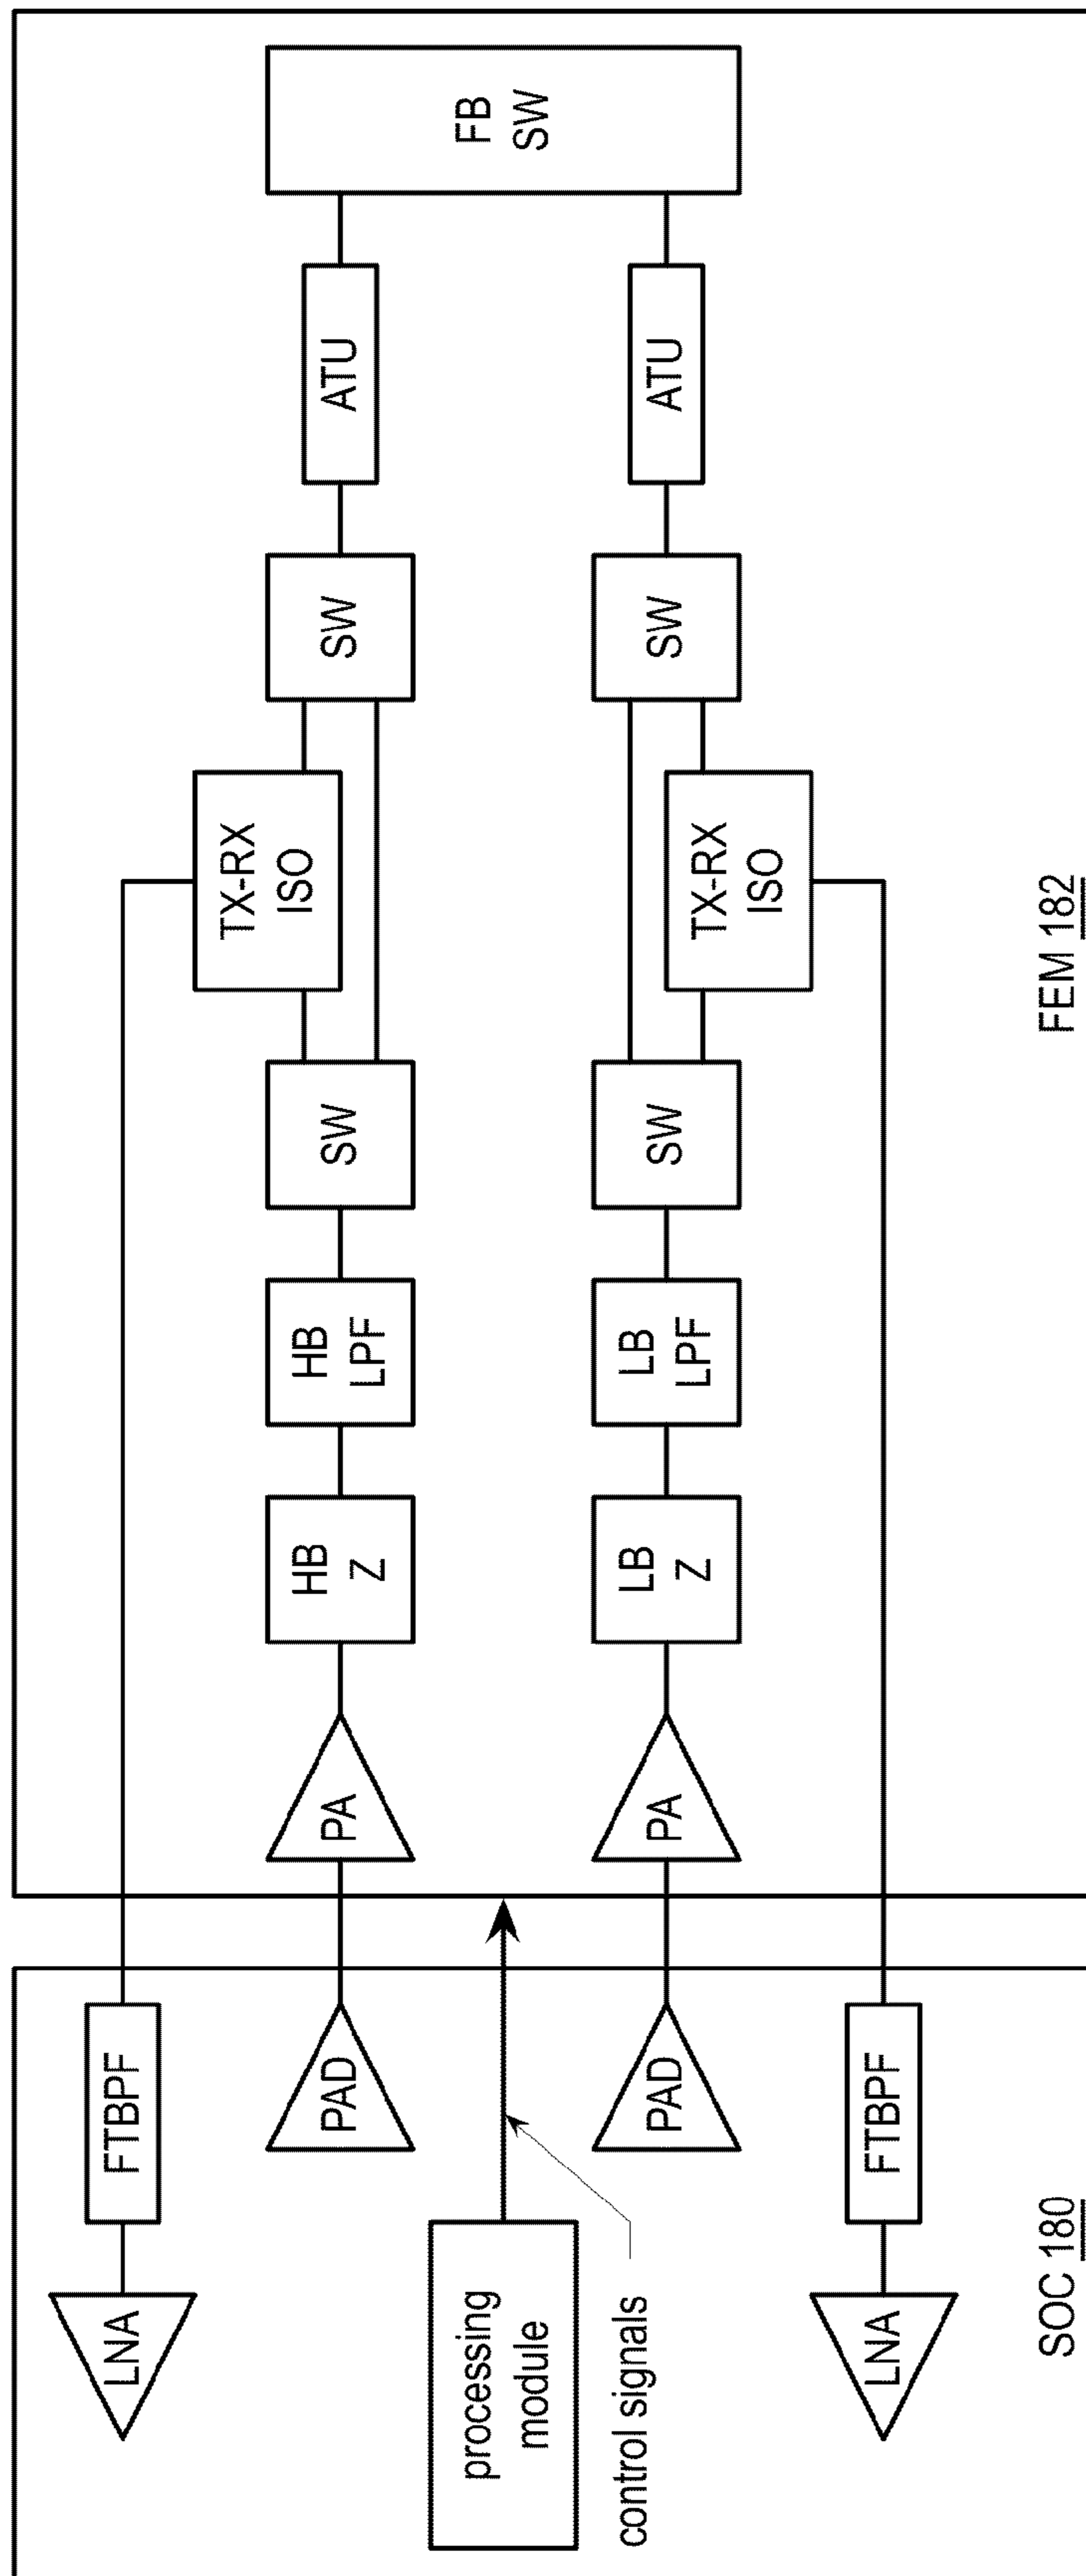 LNA
FTBPF
TX-RX
ISO
PAD
PA
HB
Z
HB
LPF
SW
SW
ATU
FB
SW
processing
module
control signals
PAD
PA
LB
Z
LB
LPF
SW
SW
ATU
TX-RX
ISO
LNA
FTBPF
SOC 180
FEM 182